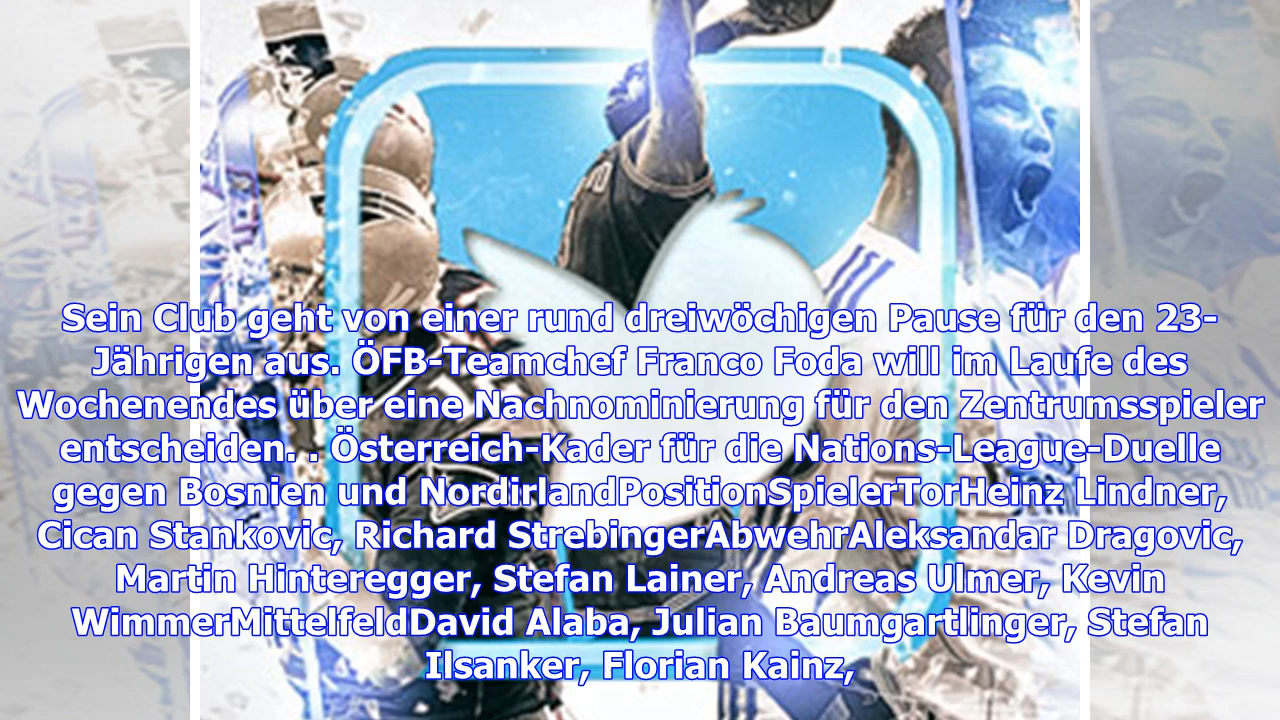 Sein Club geht von einer rund dreiwöchigen Pause für den 23-
Jährigen aus. ÖFB-Teamchef Franco Foda will im Laufe des
Wochenendes über eine Nachnominierung für den Zentrumsspieler
entscheiden. . Österreich-Kader für die Nations-League-Duelle
gegen Bosnien und NordirlandPositionSpielerTorHeinz Lindner,
Cican Stankovic, Richard StrebingerAbwehrAleksandar Dragovic,
Martin Hinteregger, Stefan Lainer, Andreas Ulmer, Kevin
WimmerMittelfeldDavid Alaba, Julian Baumgartlinger, Stefan
Ilsanker, Florian Kainz,